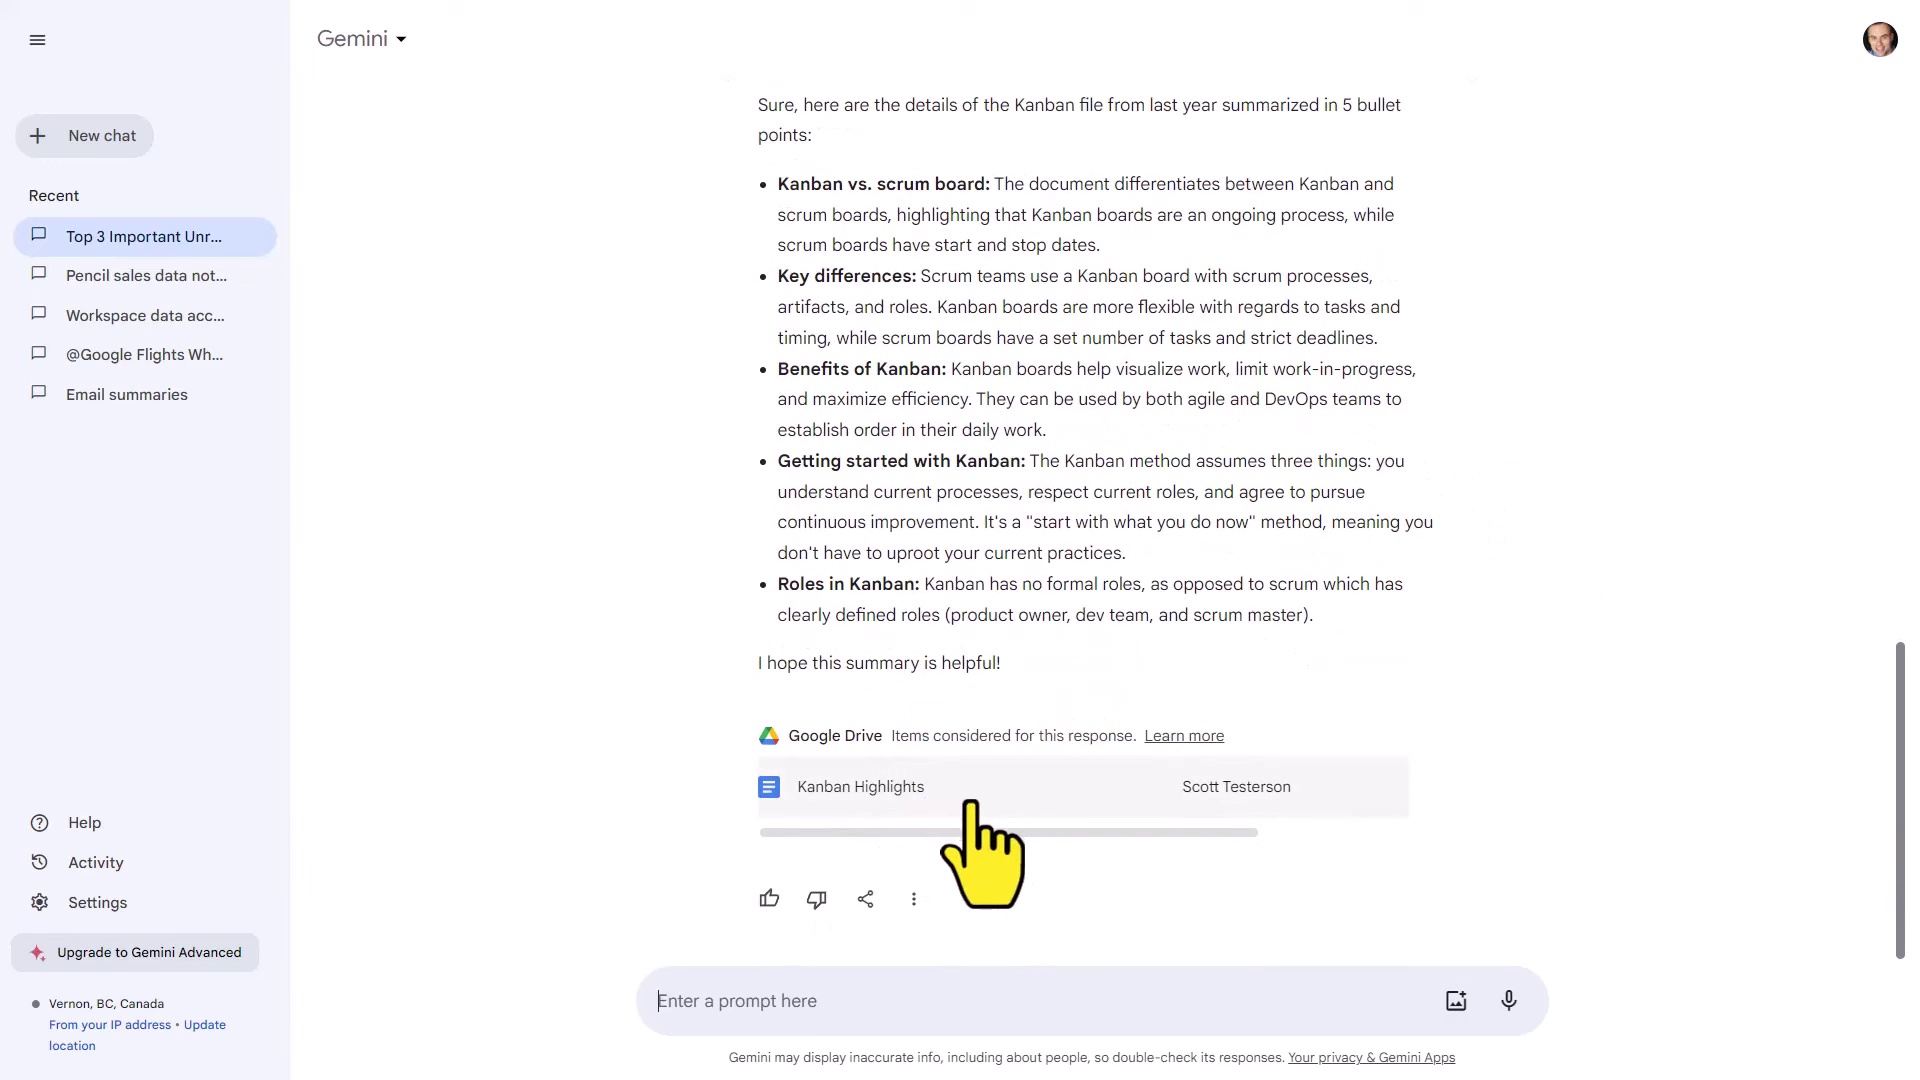 Gemini
New chat
Recent
Top 3 Important Unr...
Pencil sales data not...
Workspace data acc...
@Google Flights Wh...
Email summaries
Help
Activity
Settings
Upgrade to Gemini Advanced
Vernon, BC, Canada
From your IP address • Update
location
Sure, here are the details of the Kanban file from last year summarized in 5 bullet
points:
• Kanban vs. scrum board: The document differentiates between Kanban and
scrum boards, highlighting that Kanban boards are an ongoing process, while
scrum boards have start and stop dates.
• Key differences: Scrum teams use a Kanban board with scrum processes,
artifacts, and roles. Kanban boards are more flexible with regards to tasks and
timing, while scrum boards have a set number of tasks and strict deadlines.
• Benefits of Kanban: Kanban boards help visualize work, limit work-in-progress,
and maximize efficiency. They can be used by both agile and DevOps teams to
establish order in their daily work.
• Getting started with Kanban: The Kanban method assumes three things: you
understand current processes, respect current roles, and agree to pursue
continuous improvement. It's a "start with what you do now" method, meaning you
don't have to uproot your current practices.
• Roles in Kanban: Kanban has no formal roles, as opposed to scrum which has
clearly defined roles (product owner, dev team, and scrum master).
I hope this summary is helpful!
Google Drive Items considered for this response. Learn more
Kanban Highlights Scott Testerson
Enter a prompt here
Gemini may display inaccurate info, including about people, so double-check its responses. Your privacy & Gemini Apps